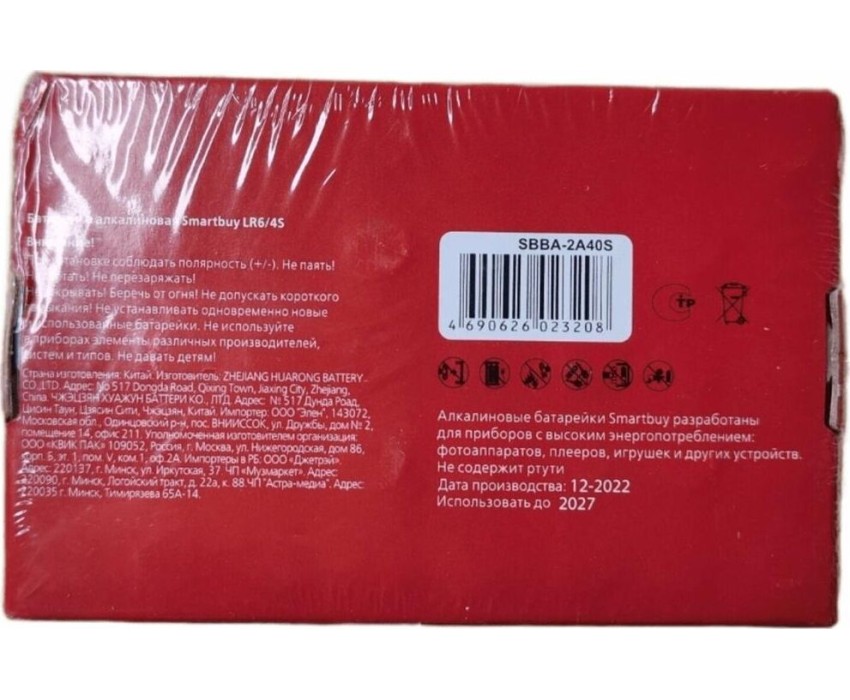 алкалиновая Smartbuy LR6/4S
соблюдать полярность (+/-). Не паять!
Не перезаряжать!
Беречь от огня! Не допускать короткого
Не устанавливать одновременно новые
использованные батарейки. Не используйте
в приборах элементы различных производителей,
систем и типов. Не давать детям!
Страна изготовления: Китай. Изготовитель: ZHEJIANG HUARONG BATTERY
CO.,LTD. Адрес: No 517 Dongda Road, Qixing Town, Jiaxing City, Zhejiang,
China. ЧЖЭЦЗЯН ХУАЖУН БАТТЕРИ КО., ЛТД. Адрес: № 517 Дунда Роад,
Цисин Таун, Цзясин Сити, Чжэцзян, Китай. Импортер: ООО "Элен", 143072,
Московская обл., Одинцовский р-н, пос. ВНИИССОК, ул. Дружбы, дом № 2,
помещение 14, офис 211. Уполномоченная изготовителем организация:
ООО «КВИК ПАК» 109052, Россия, г. Москва, ул. Нижегородская, дом 86,
корп. Б, эт. 1, пом. V, ком. 1, оф. 2А Импортеры в РБ: ООО «Джетрэй».
Адрес: 220137, г. Минск, ул. Иркутская, 37 ЧП «Музмаркет». Адрес:
220090, г. Минск, Логойский тракт, д. 22а, к. 88.ЧП "Астра-медиа". Адрес:
220035 г. Минск, Тимирязева 65А-14.
SBBA-2A40S
4 690626 023208
ТР
Алкалиновые батарейки Smartbuy разработаны
для приборов с высоким энергопотреблением:
фотоаппаратов, плееров, игрушек и других устройств.
Не содержит ртути
Дата производства: 12-2022
Использовать до 2027